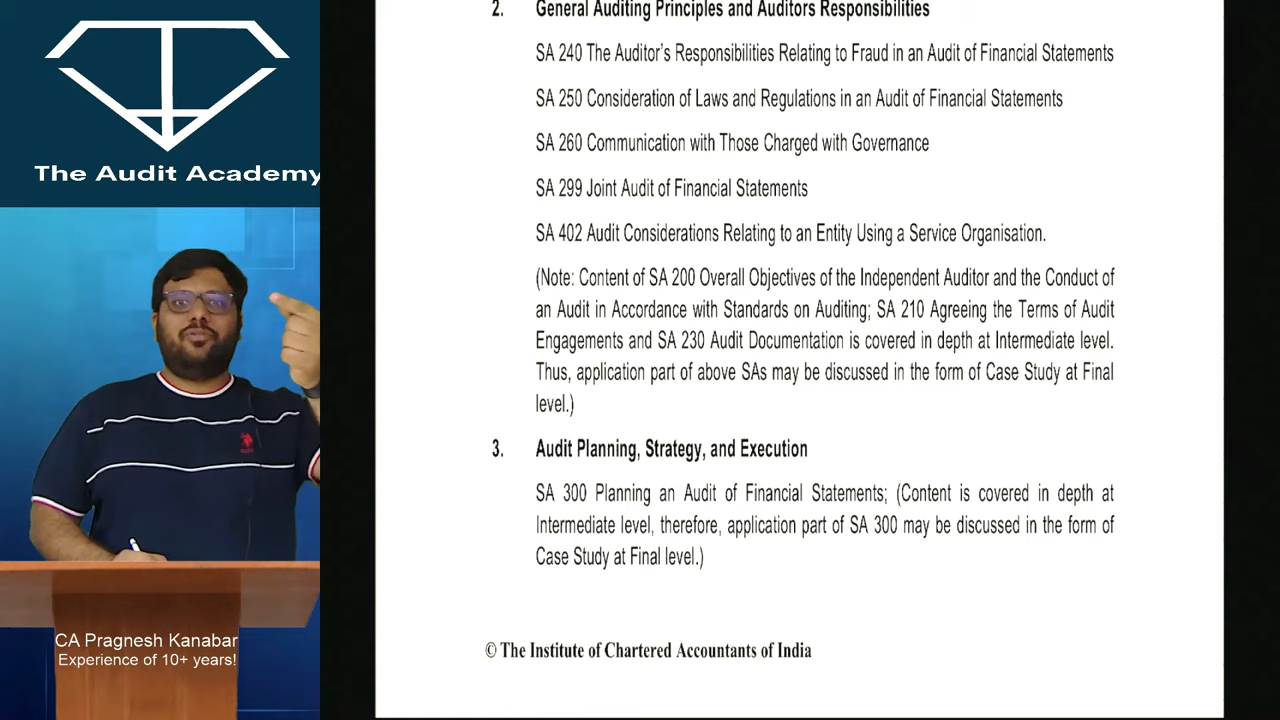 The Audit Academy
CA Pragnesh Kanabar
Experience of 10+ years!
2. General Auditing Principles and Auditors Responsibilities
SA 240 The Auditor's Responsibilities Relating to Fraud in an Audit of Financial Statements
SA 250 Consideration of Laws and Regulations in an Audit of Financial Statements
SA 260 Communication with Those Charged with Governance
SA 299 Joint Audit of Financial Statements
SA 402 Audit Considerations Relating to an Entity Using a Service Organisation.
(Note: Content of SA 200 Overall Objectives of the Independent Auditor and the Conduct of
an Audit in Accordance with Standards on Auditing; SA 210 Agreeing the Terms of Audit
Engagements and SA 230 Audit Documentation is covered in depth at Intermediate level.
Thus, application part of above SAs may be discussed in the form of Case Study at Final
level.)
3. Audit Planning, Strategy, and Execution
SA 300 Planning an Audit of Financial Statements; (Content is covered in depth at
Intermediate level, therefore, application part of SA 300 may be discussed in the form of
Case Study at Final level.)
© The Institute of Chartered Accountants of India